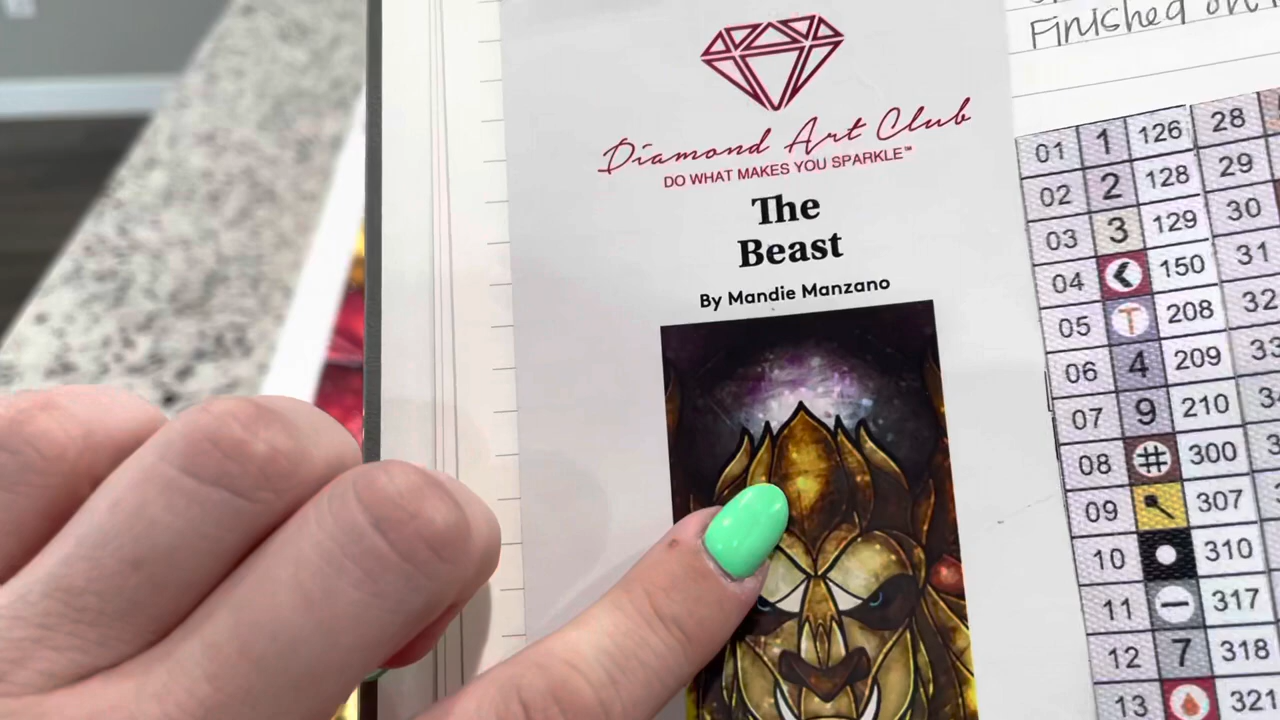 Finished on
Diamond Art Club
DO WHAT MAKES YOU SPARKLE™
The
Beast
By Mandie Manzano
01 1 126 28
02 2 128 29
03 3 129 30
04 150 31
05 T 208 32
06 4 209 33
07 9 210
08 # 300
09 307
10 310
11 317
12 7 318
13 321